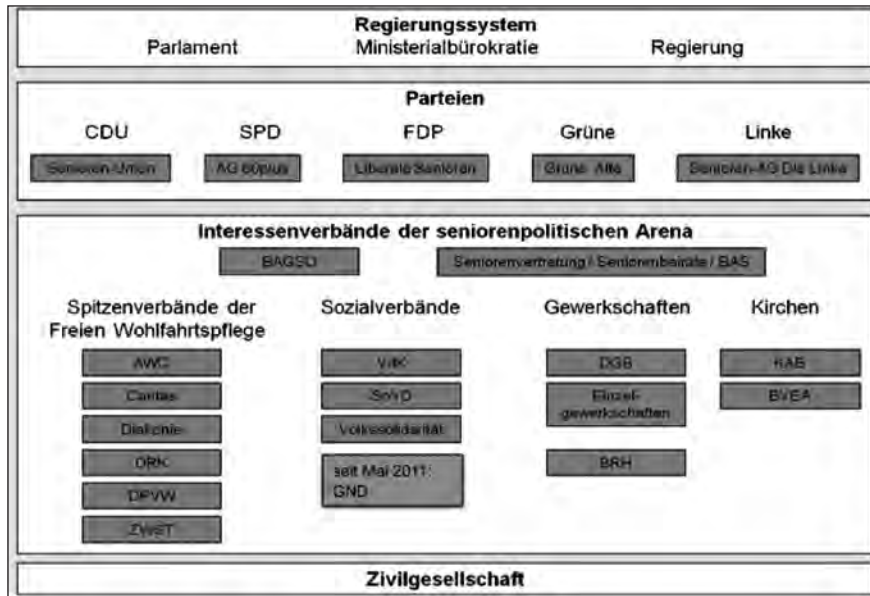 Regierungssystem
Parlament Ministerialbürokratie Regierung
Parteien
CDU SPD FDP Grüne Linke
Senioren-Union AG 60plus Liberale Senioren Grüne Alte Senioren-AG Die Linke
Interessenverbände der seniorenpolitischen Arena
BAGSO Seniorenvertretung / Seniorenbeiräte / BAS
Spitzenverbände der
Freien Wohlfahrtspflege
AWO
Caritas
Diakonie
DRK
DPVW
ZWST
Sozialverbände
VdK
SoVD
Volkssolidarität
seit Mai 2011:
GND
Gewerkschaften
DGB
Einzel-
gewerkschaften
BRH
Kirchen
KAB
BVEA
Zivilgesellschaft